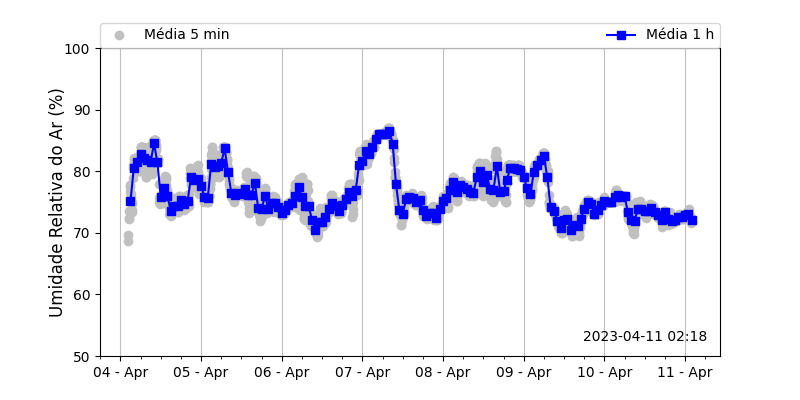 Média 5 min
Média 1 h
Umidade Relativa do Ar (%)
100
90
80
70
60
50
2023-04-11 02:18
04 - Apr
05 - Apr
06 - Apr
07 - Apr
08 - Apr
09 - Apr
10 - Apr
11 - Apr